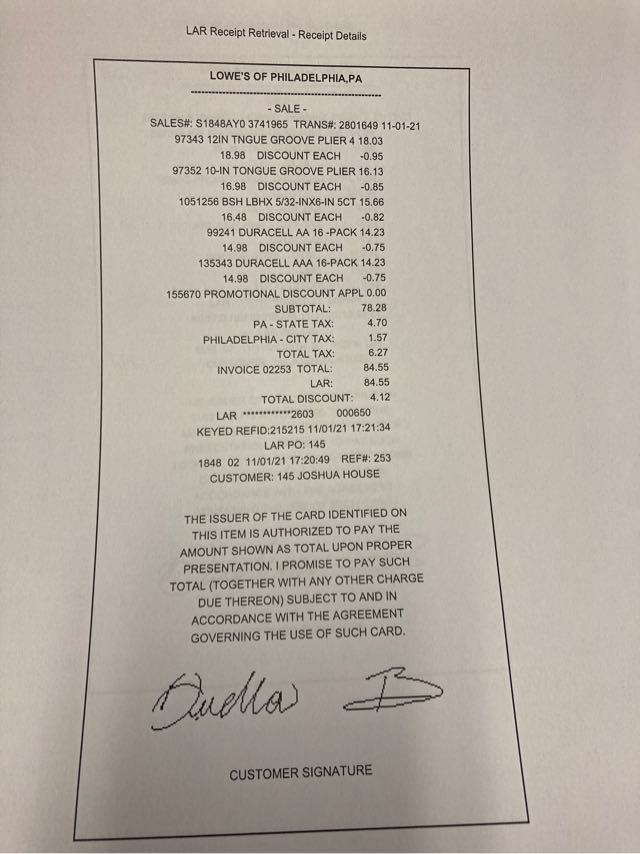 LAR Receipt Retrieval - Receipt Details
LOWE'S OF PHILADELPHIA,PA
- SALE -
SALES#: S1848AY0 3741965 TRANS#: 2801649 11-01-21
97343 12IN TNGUE GROOVE PLIER 4 18.03
18.98 DISCOUNT EACH -0.95
97352 10-IN TONGUE GROOVE PLIER 16.13
16.98 DISCOUNT EACH -0.85
1051256 BSH LBHX 5/32-INX6-IN 5CT 15.66
16.48 DISCOUNT EACH -0.82
99241 DURACELL AA 16 -PACK 14.23
14.98 DISCOUNT EACH -0.75
135343 DURACELL AAA 16-PACK 14.23
14.98 DISCOUNT EACH -0.75
155670 PROMOTIONAL DISCOUNT APPL 0.00
SUBTOTAL: 78.28
PA - STATE TAX: 4.70
PHILADELPHIA - CITY TAX: 1.57
TOTAL TAX: 6.27
INVOICE 02253 TOTAL: 84.55
LAR: 84.55
TOTAL DISCOUNT: 4.12
LAR ************2603 000650
KEYED REFID:215215 11/01/21 17:21:34
LAR PO: 145
1848 02 11/01/21 17:20:49 REF#: 253
CUSTOMER: 145 JOSHUA HOUSE
THE ISSUER OF THE CARD IDENTIFIED ON
THIS ITEM IS AUTHORIZED TO PAY THE
AMOUNT SHOWN AS TOTAL UPON PROPER
PRESENTATION. I PROMISE TO PAY SUCH
TOTAL (TOGETHER WITH ANY OTHER CHARGE
DUE THEREON) SUBJECT TO AND IN
ACCORDANCE WITH THE AGREEMENT
GOVERNING THE USE OF SUCH CARD.
CUSTOMER SIGNATURE